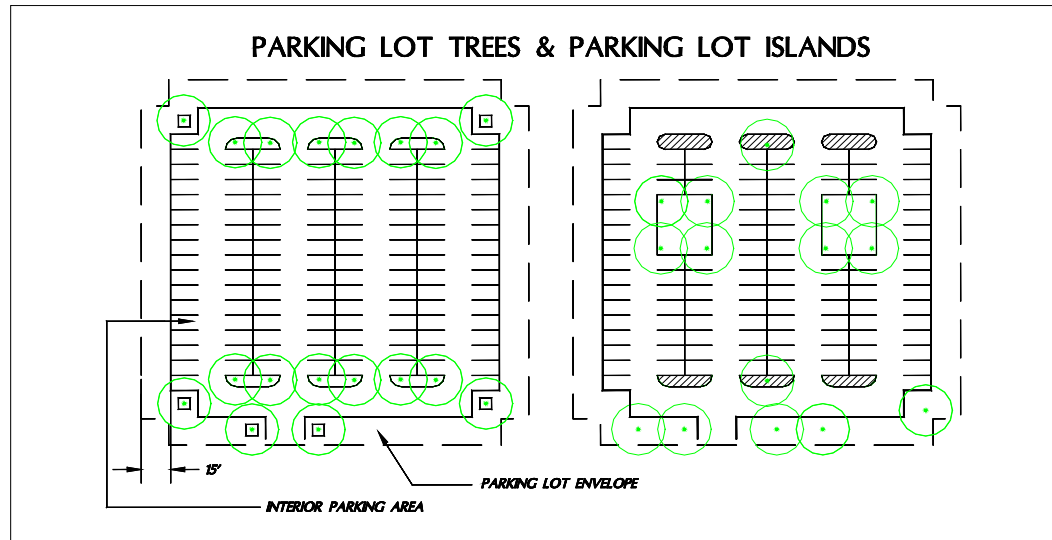 PARKING LOT TREES & PARKING LOT ISLANDS
15'
PARKING LOT ENVELOPE
INTERIOR PARKING AREA